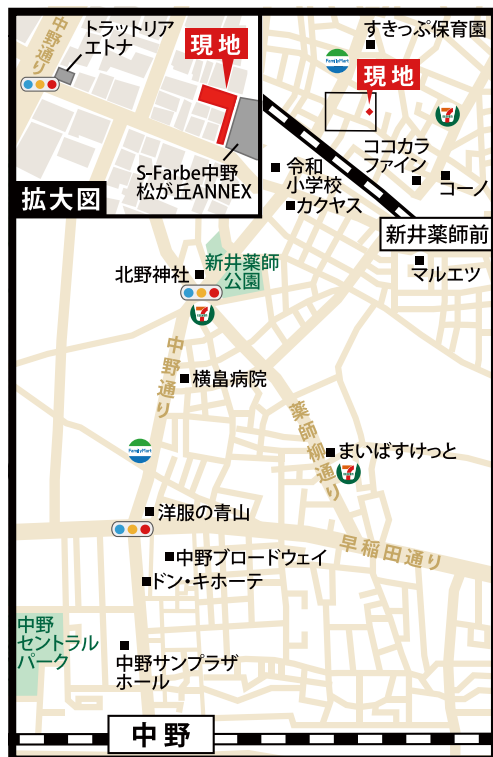 トラットリア
エトナ
中野通り
現地
S-Farbe中野
松が丘ANNEX
拡大図
すきっぷ保育園
FamilyMart
現地
7
ココカラ
ファイン
コーノ
令和
小学校
カクヤス
新井薬師前
マルエツ
新井薬師
公園
北野神社
7
中野通り
横畠病院
薬師柳通り
まいばすけっと
7
FamilyMart
洋服の青山
早稲田通り
中野ブロードウェイ
ドン・キホーテ
中野
セントラル
パーク
中野サンプラザ
ホール
中野